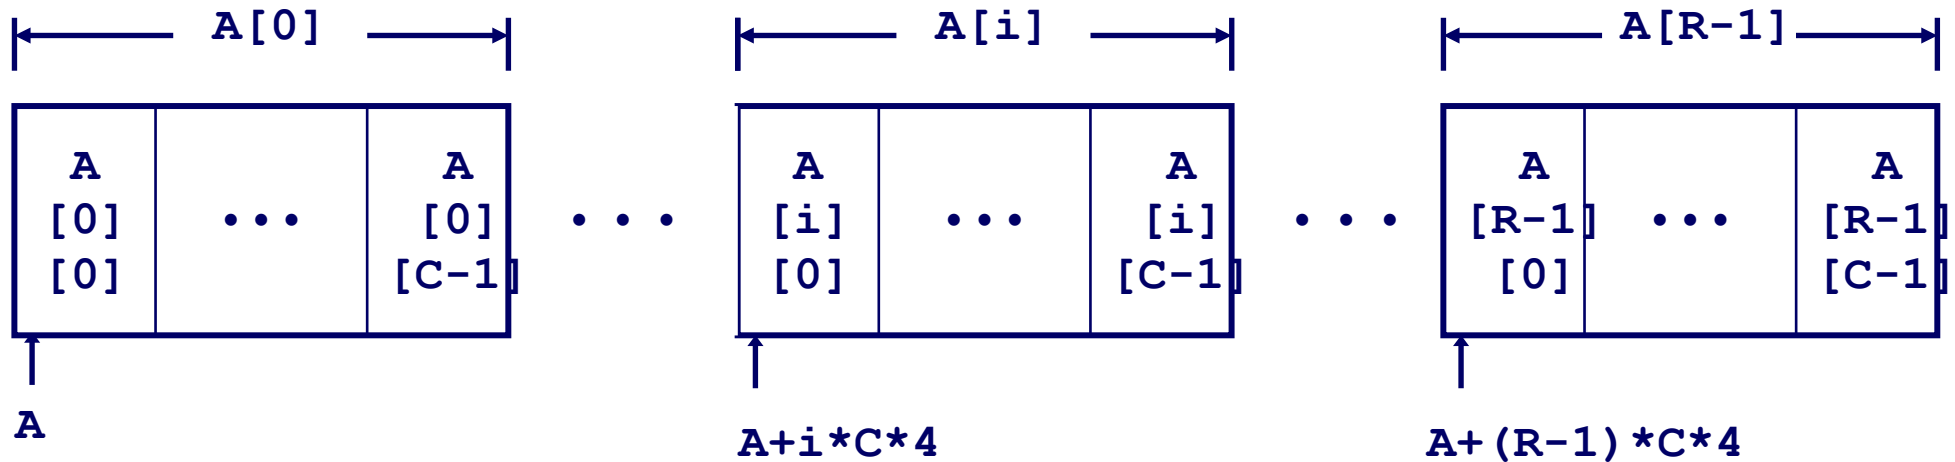 A[0] A[i] A[R-1]
A A A A A A
[0] ••• [0] • • • [i] ••• [i] • • • [R-1] ••• [R-1]
[0] [C-1] [0] [C-1] [0] [C-1]
A A+i*C*4 A+(R-1)*C*4